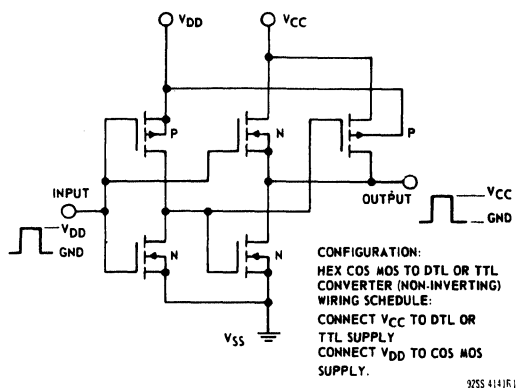 VDD
VCC
P
N
P
INPUT
OUTPUT
VDD
GND
VCC
GND
N
N
VSS
CONFIGURATION:
HEX COS MOS TO DTL OR TTL
CONVERTER (NON-INVERTING)
WIRING SCHEDULE:
CONNECT VCC TO DTL OR
TTL SUPPLY
CONNECT VDD TO COS MOS
SUPPLY.
92SS 4141R1